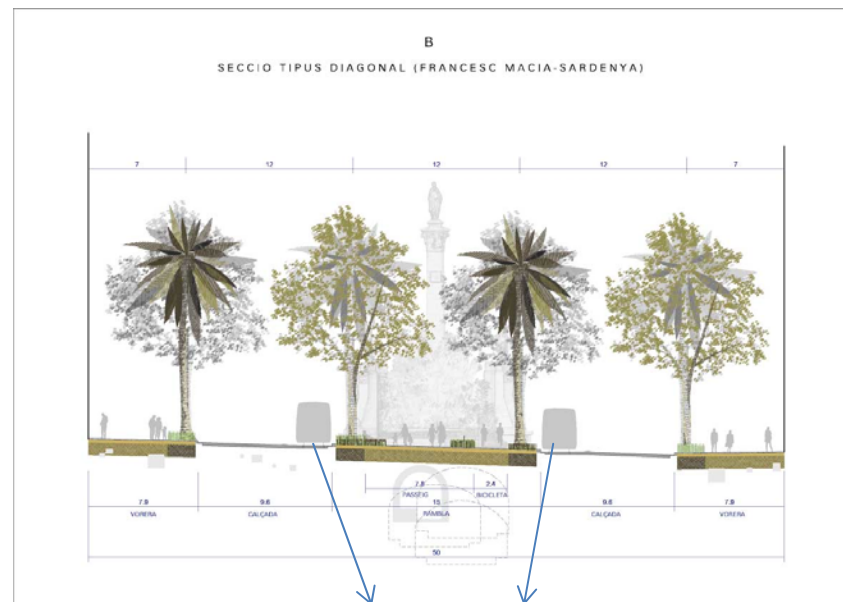 B
SECCIO TIPUS DIAGONAL (FRANCESC MACIA-SARDENYA)
7 12 12 12 7
7.8 2.4
PASSEIG BICICLETA
7.8 9.6 15 9.6 7.8
VORERA CALÇADA RAMBLA CALÇADA VORERA
50